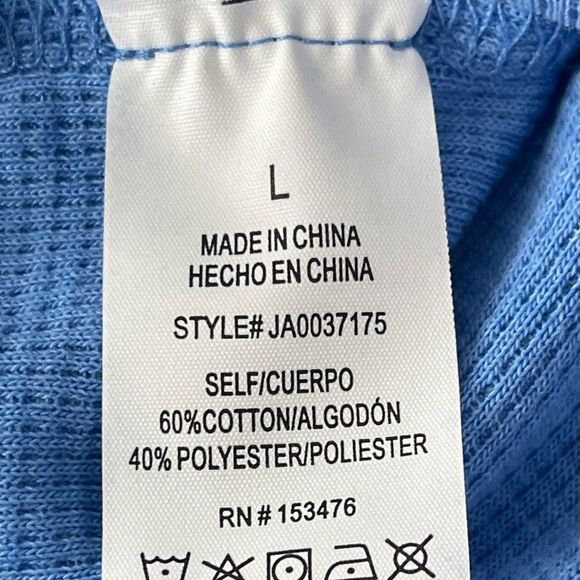 L
MADE IN CHINA
HECHO EN CHINA
STYLE# JA0037175
SELF/CUERPO
60%COTTON/ALGODÓN
40% POLYESTER/POLIESTER
RN # 153476